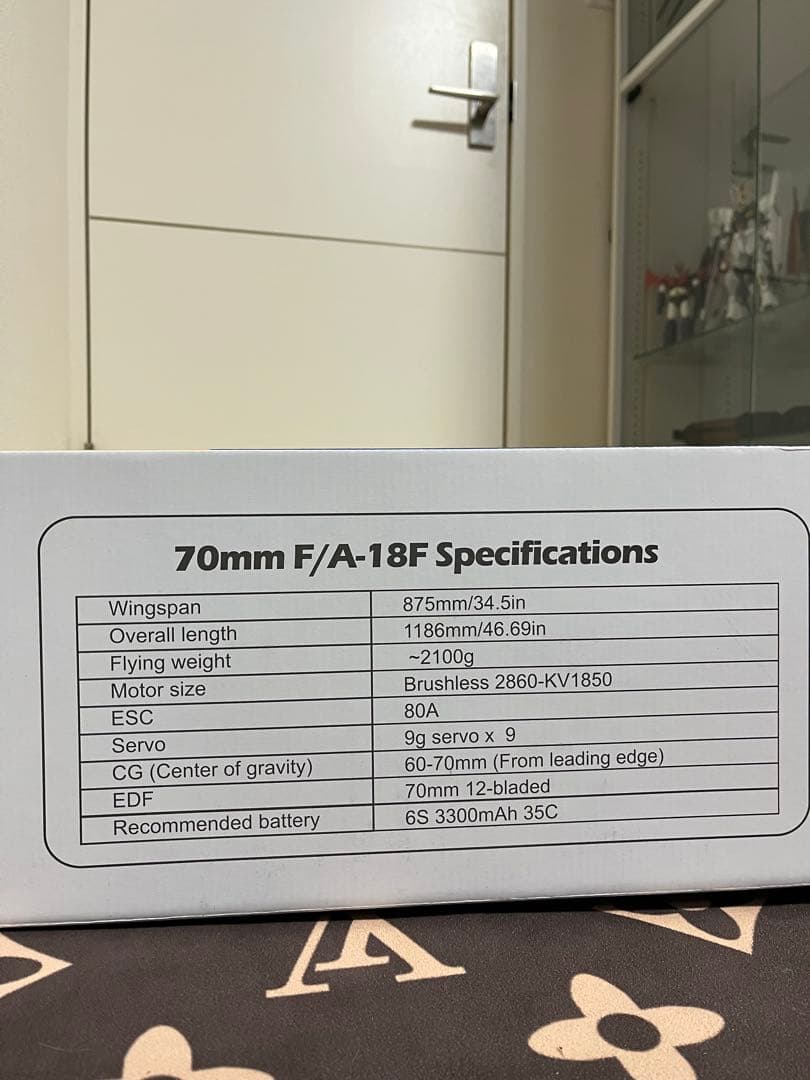 70mm F/A-18F Specifications
Wingspan 875mm/34.5in
Overall length 1186mm/46.69in
Flying weight ~2100g
Motor size Brushless 2860-KV1850
ESC 80A
Servo 9g servo x 9
CG (Center of gravity) 60-70mm (From leading edge)
EDF 70mm 12-bladed
Recommended battery 6S 3300mAh 35C
LV